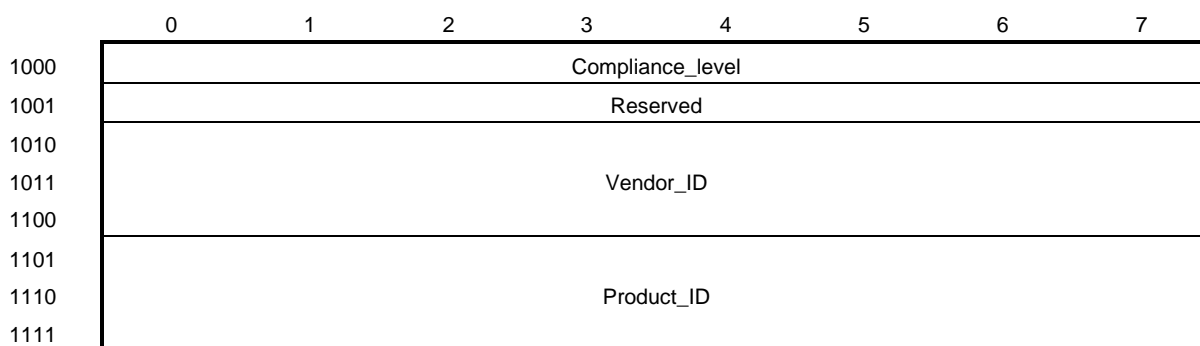 0 1 2 3 4 5 6 7
1000 Compliance_level
1001 Reserved
1010
1011 Vendor_ID
1100
1101
1110 Product_ID
1111